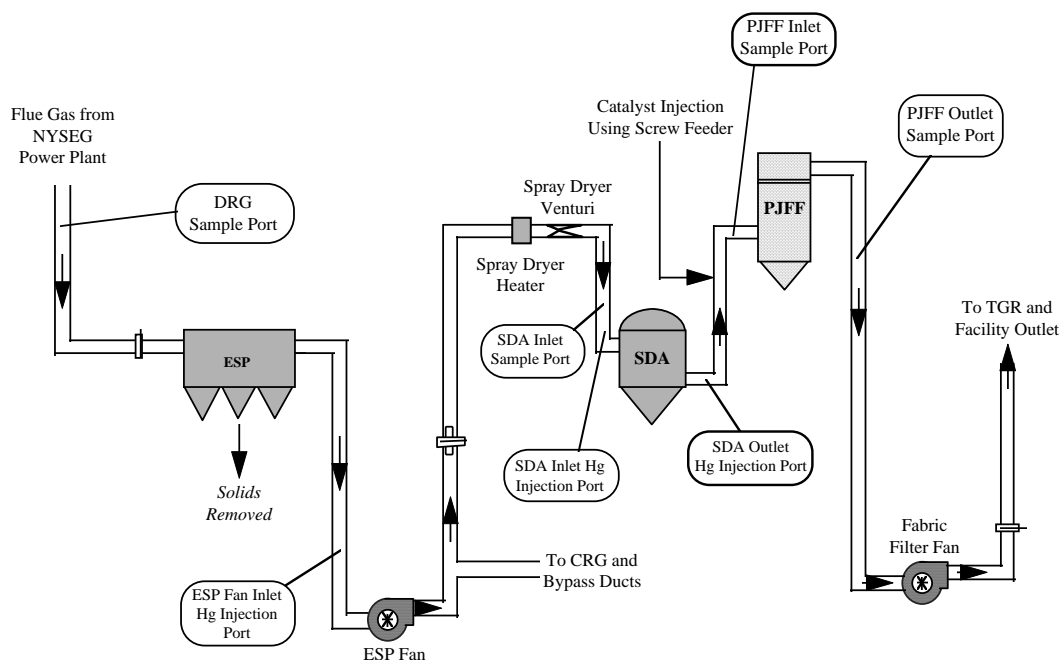 PJFF Inlet
Sample Port
Flue Gas from
NYSEG
Power Plant
Catalyst Injection
Using Screw Feeder
PJFF Outlet
Sample Port
DRG
Sample Port
Spray Dryer
Venturi
PJFF
Spray Dryer
Heater
To TGR and
Facility Outlet
SDA Inlet
Sample Port
SDA
ESP
SDA Outlet
Hg Injection Port
SDA Inlet Hg
Injection Port
Solids
Removed
Fabric
Filter Fan
To CRG and
Bypass Ducts
ESP Fan Inlet
Hg Injection
Port
ESP Fan